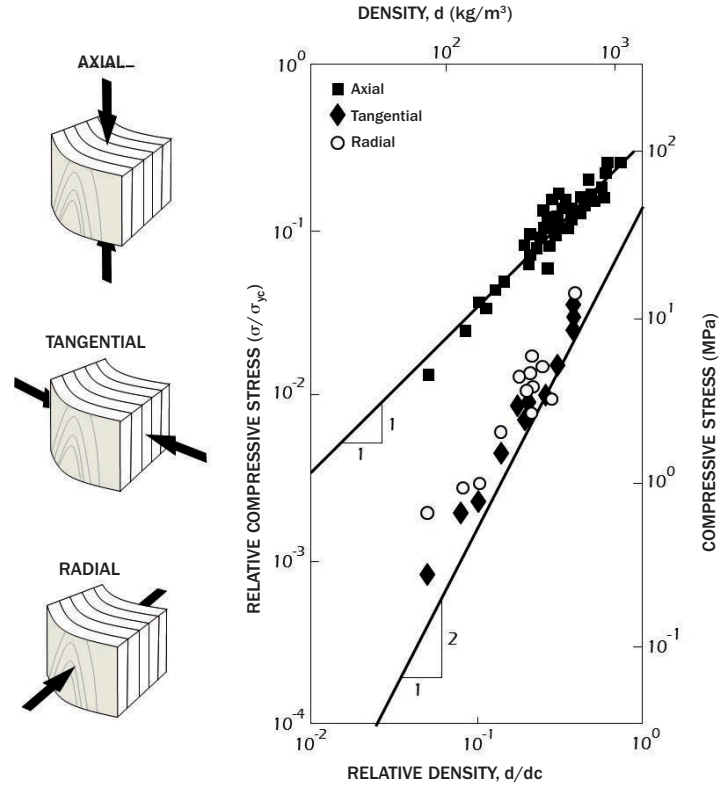 DENSITY, d (kg/m³)
10² 10³
AXIAL
TANGENTIAL
RADIAL
RELATIVE COMPRESSIVE STRESS (σ/σyc)
10⁰
10⁻¹
10⁻²
10⁻³
10⁻⁴
Axial
Tangential
Radial
1
1
2
1
10²
10¹
10⁰
10⁻¹
COMPRESSIVE STRESS (MPa)
10⁻² 10⁻¹ 10⁰
RELATIVE DENSITY, d/dc